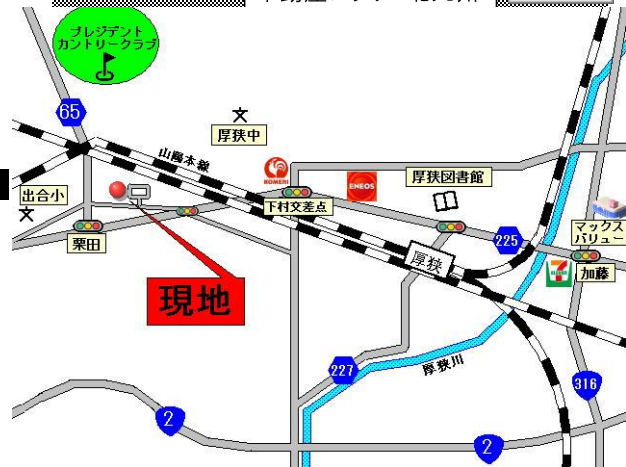 プレジデント
カントリークラブ
65
厚狭中
山陽本線
KOMERI
ENEOS
厚狭図書館
出合小
下村交差点
マックス
バリュー
栗田
225
厚狭
加藤
現地
227
厚狭川
316
2
2